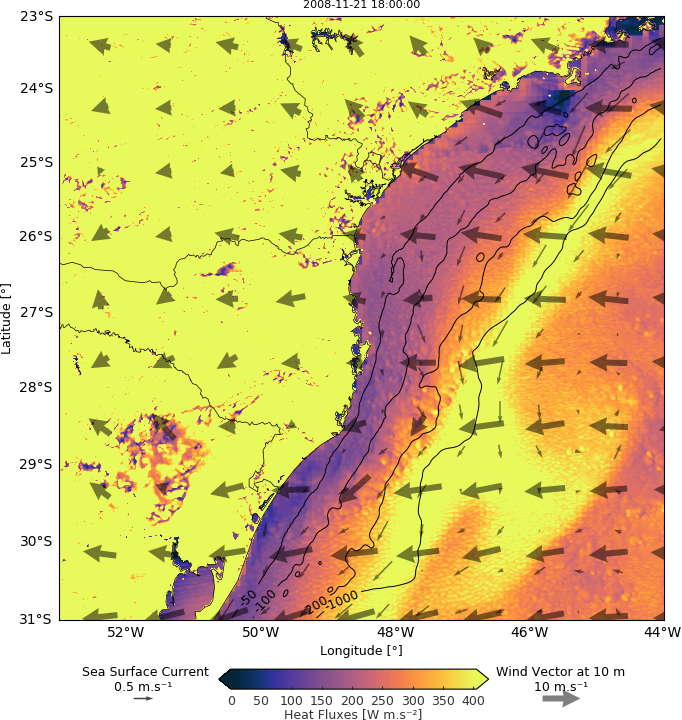 2008-11-21 18:00:00
23°S
24°S
25°S
26°S
27°S
28°S
29°S
30°S
31°S
Latitude [°]
-50
-100
-200
-1000
52°W 50°W 48°W 46°W 44°W
Longitude [°]
Sea Surface Current
0.5 m.s⁻¹
0 50 100 150 200 250 300 350 400
Heat Fluxes [W m.s⁻²]
Wind Vector at 10 m
10 m.s⁻¹